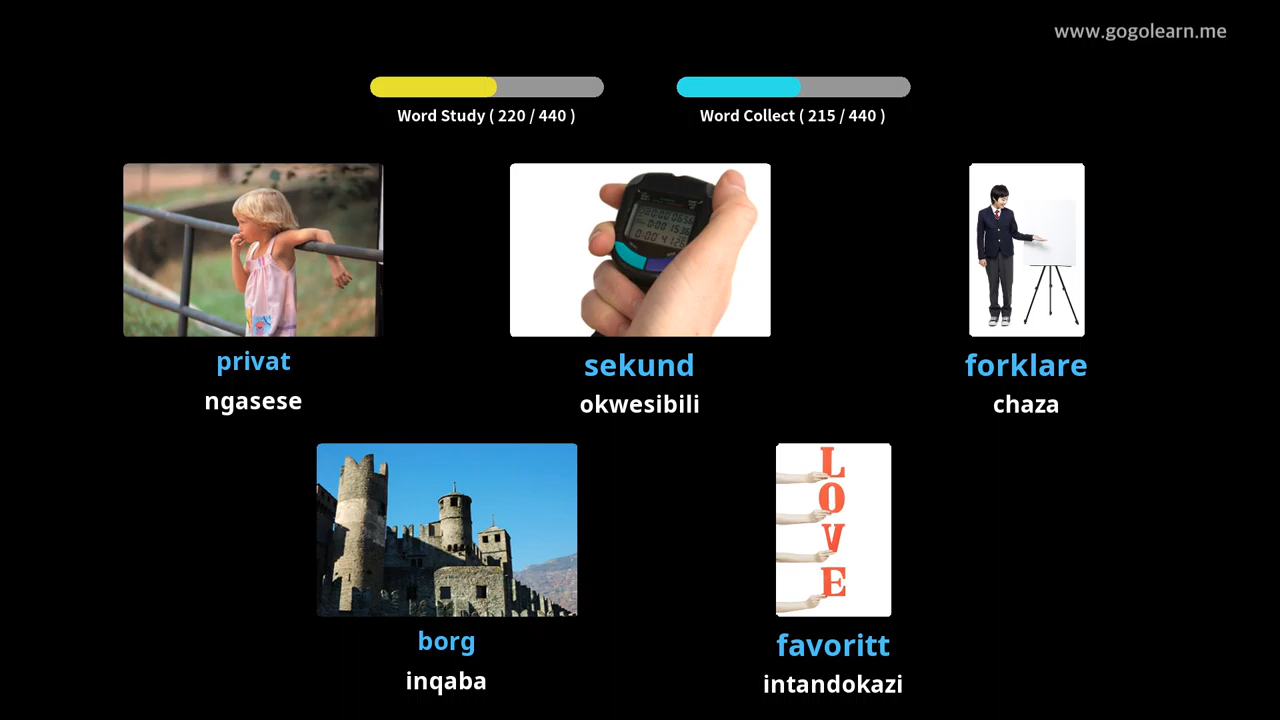 www.gogolearn.me
Word Study ( 220 / 440 )
Word Collect ( 215 / 440 )
privat
ngasese
sekund
okwesibili
forklare
chaza
borg
inqaba
L
O
V
E
favoritt
intandokazi